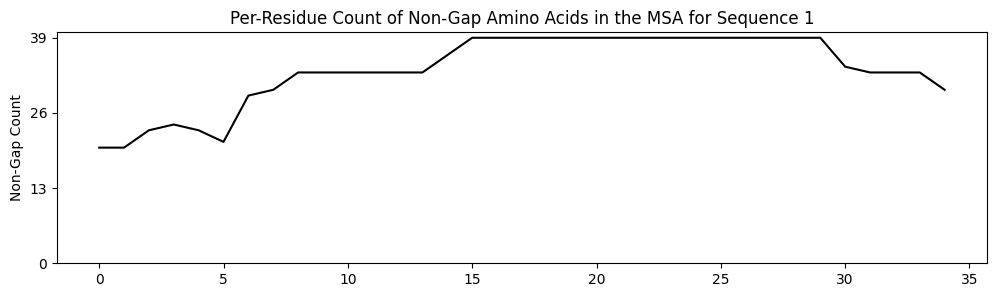 Per-Residue Count of Non-Gap Amino Acids in the MSA for Sequence 1
Non-Gap Count
39
26
13
0
0 5 10 15 20 25 30 35